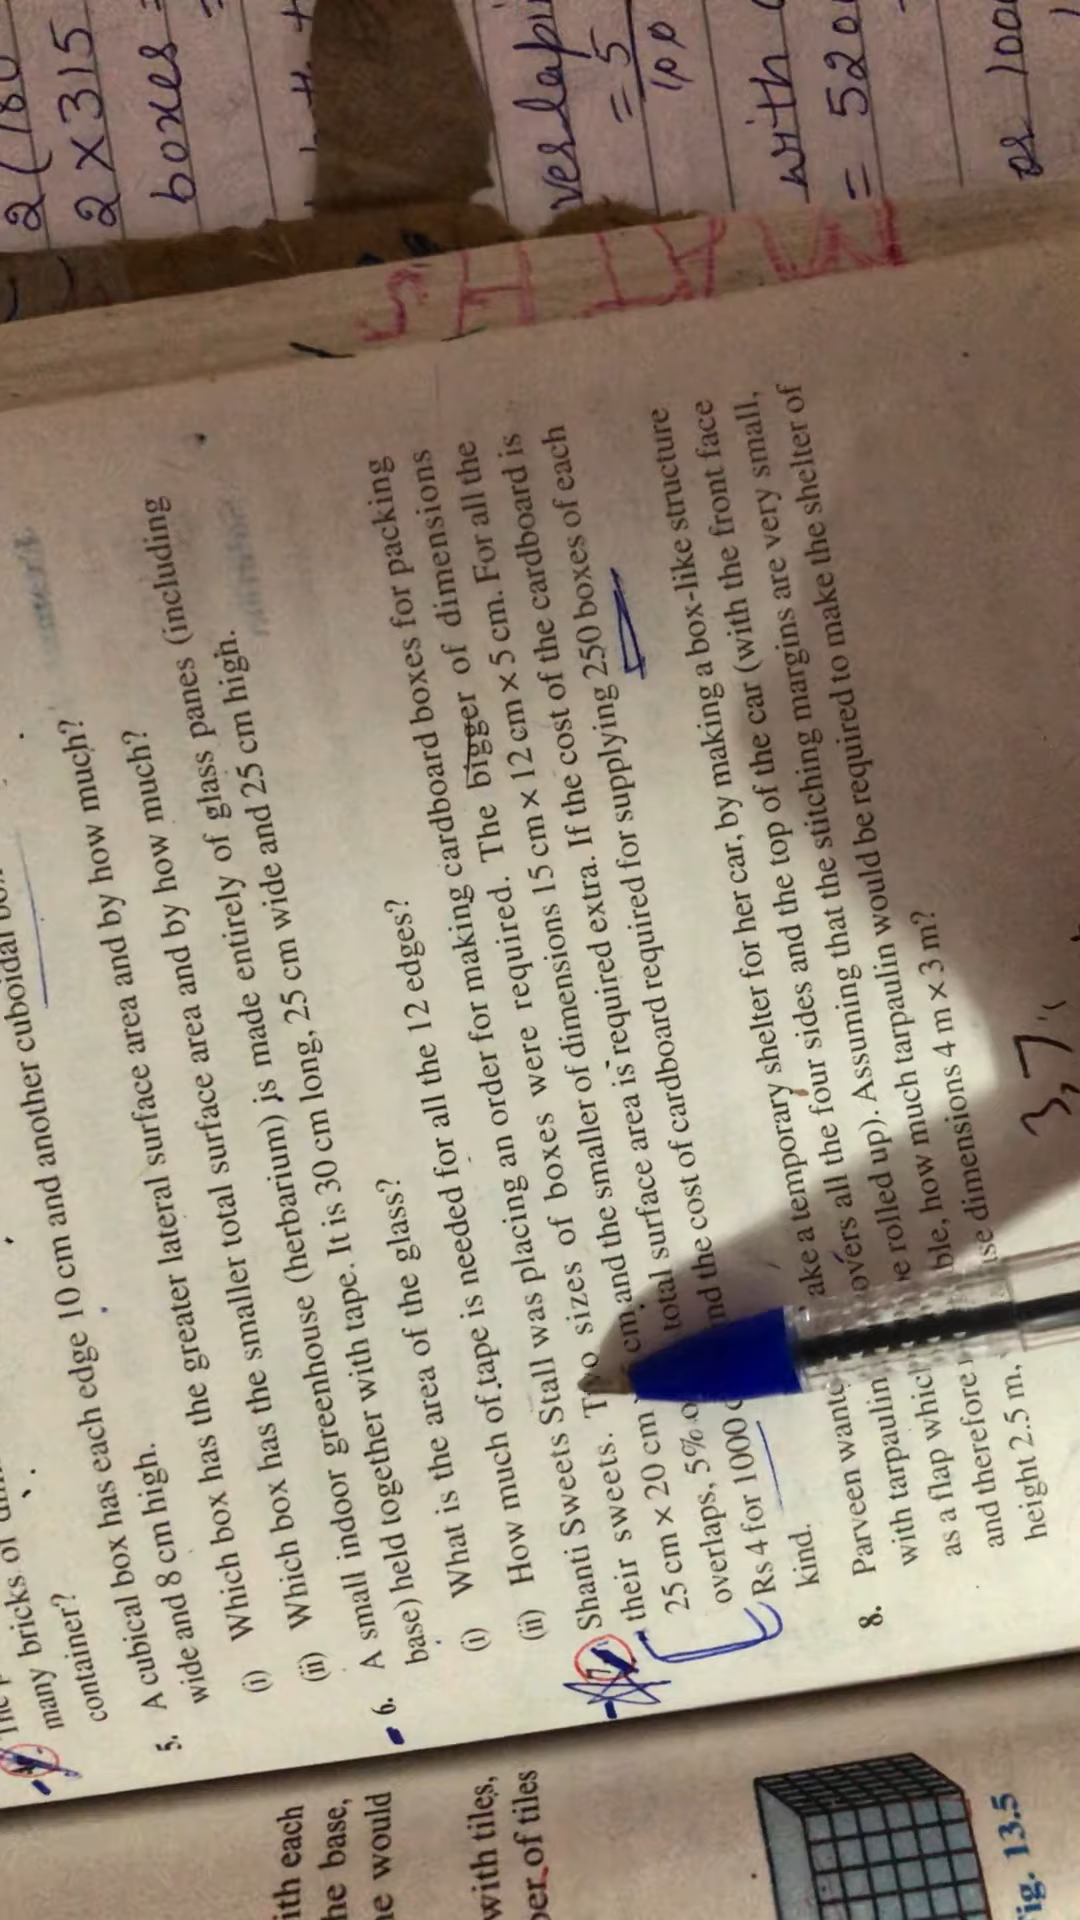 many bricks of
container?
5. A cubical box has each edge 10 cm and another cuboidal
wide and 8 cm high.
Which box has the greater lateral surface area and by how much?
(i) Which box has the smaller total surface area and by how much?
(ii) A small indoor greenhouse (herbarium) is made entirely of glass panes (including
6. base) held together with tape. It is 30 cm long, 25 cm wide and 25 cm high.
(i) What is the area of the glass?
(ii) How much of tape is needed for all the 12 edges?
7. Shanti Sweets Stall was placing an order for making cardboard boxes for packing
their sweets. sizes of boxes were required. The bigger of dimensions
25 cm × 20 cm cm and the smaller of dimensions 15 cm × 12 cm × 5 cm. For all the
overlaps, 5% total surface area is required extra. If the cost of the cardboard is
Rs 4 for 1000 the cost of cardboard required for supplying 250 boxes of each
kind.
8. Parveen a temporary shelter for her car, by making a box-like structure
with tarpaulin all the four sides and the top of the car (with the front face
as a flap rolled up). Assuming that the stitching margins are very small,
and therefore how much tarpaulin would be required to make the shelter of
height 2.5 m, dimensions 4 m × 3 m?
ith each
he base,
e would
with tiles,
ber of tiles
ig. 13.5
MATHS
2 × 315
boxes =
= 5
100
with
= 520
or 100
3,7